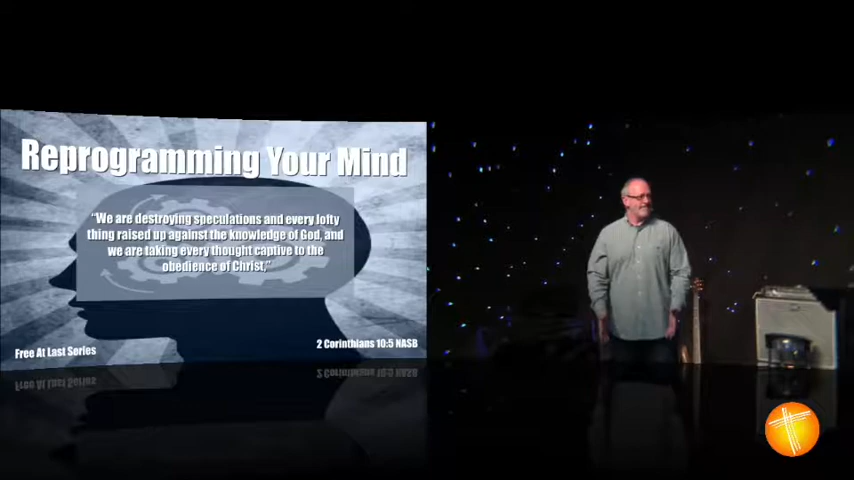 Reprogramming Your Mind
“We are destroying speculations and every lofty
thing raised up against the knowledge of God, and
we are taking every thought captive to the
obedience of Christ,”
Free At Last Series
2 Corinthians 10:5 NASB